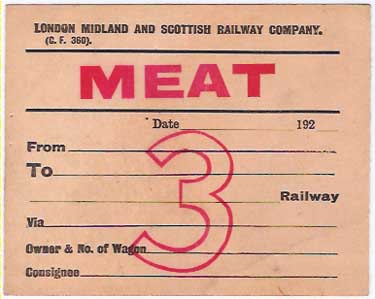 LONDON MIDLAND AND SCOTTISH RAILWAY COMPANY.
(C. F. 360).
MEAT
Date 192
From
To
3
Railway
Via
Owner & No. of Wagon
Consignee